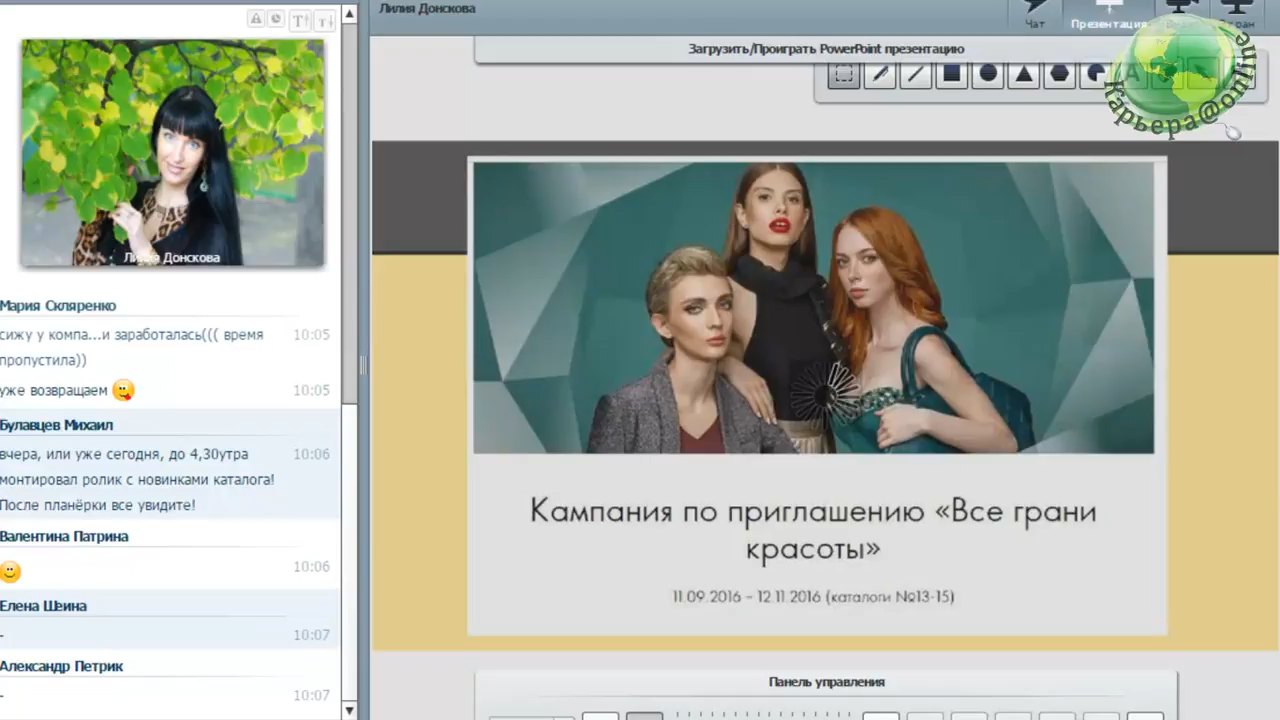 Лилия Донскова
Мария Скляренко
сижу у компа...и заработалась((( время 10:05
пропустила))
уже возвращаем 10:05
Булавцев Михаил
вчера, или уже сегодня, до 4,30утра 10:06
монтировал ролик с новинками каталога!
После планёрки все увидите!
Валентина Патрина
10:06
Елена Шеина
- 10:07
Александр Петрик
- 10:07
Лилия Донскова
Чат
Презентация
Загрузить/Проиграть PowerPoint презентацию
Карьера@online
Кампания по приглашению «Все грани
красоты»
11.09.2016 – 12.11.2016 (каталоги №13-15)
Панель управления